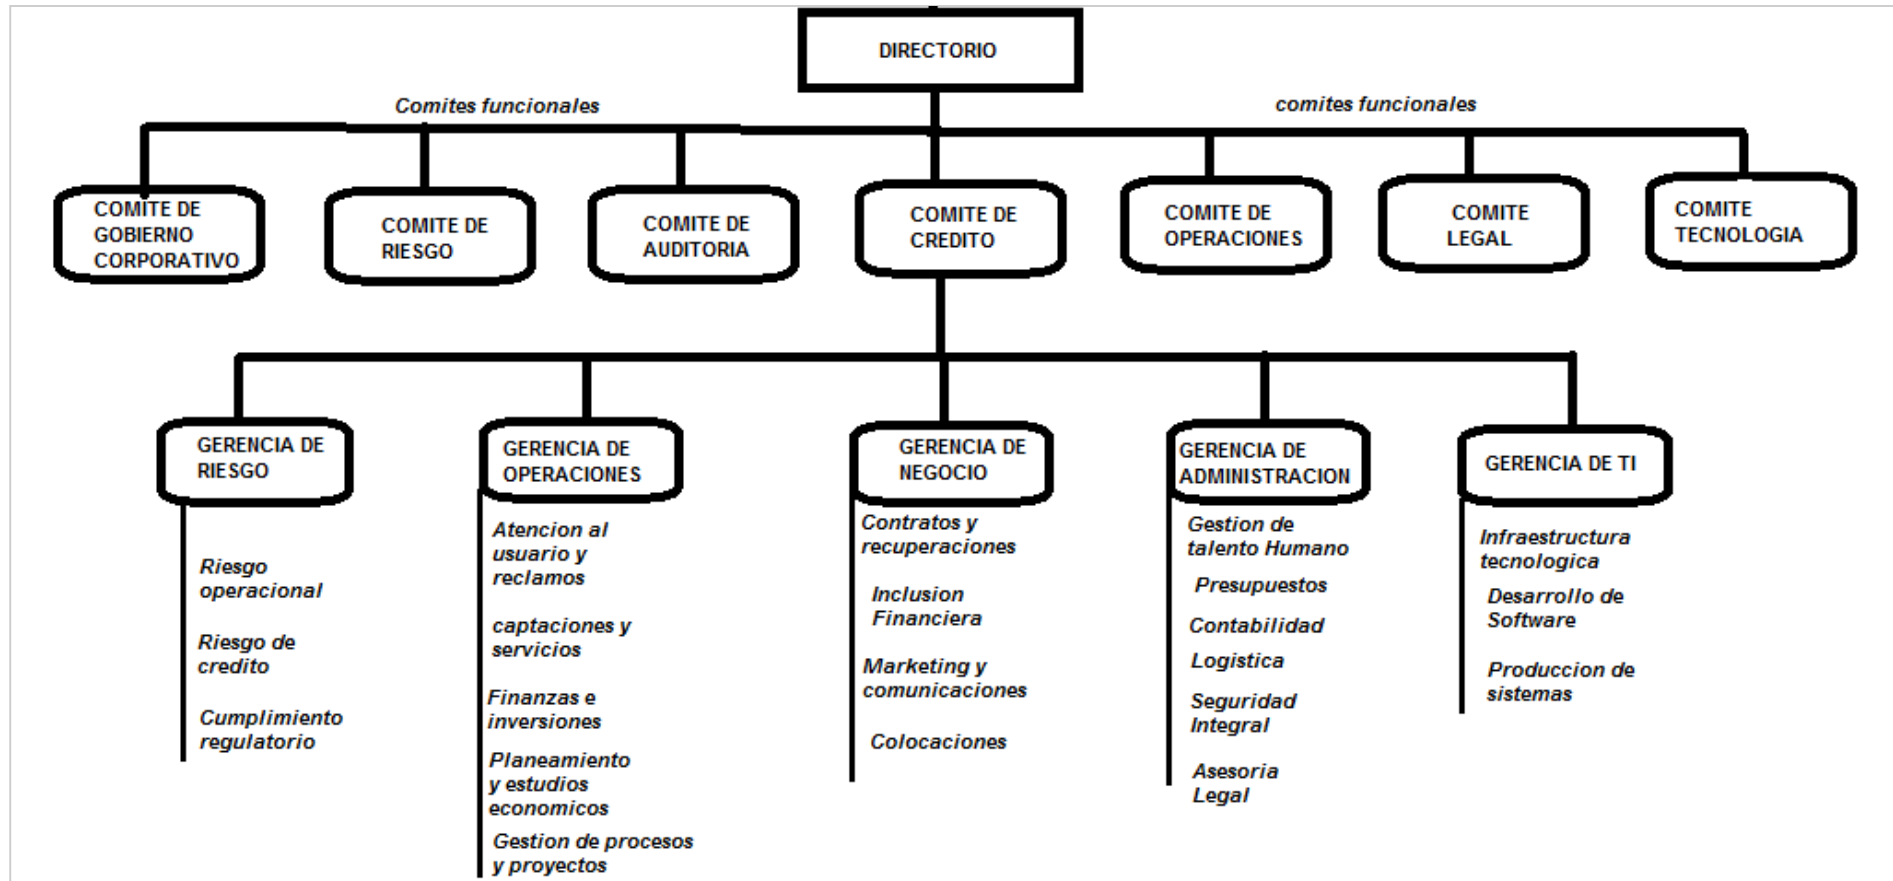 DIRECTORIO
Comites funcionales
comites funcionales
COMITE DE
GOBIERNO
CORPORATIVO
COMITE DE
RIESGO
COMITE DE
AUDITORIA
COMITE DE
CREDITO
COMITE DE
OPERACIONES
COMITE
LEGAL
COMITE
TECNOLOGIA
GERENCIA DE
RIESGO
GERENCIA DE
OPERACIONES
GERENCIA DE
NEGOCIO
GERENCIA DE
ADMINISTRACION
GERENCIA DE TI
Riesgo
operacional
Riesgo de
credito
Cumplimiento
regulatorio
Atencion al
usuario y
reclamos
captaciones y
servicios
Finanzas e
inversiones
Planeamiento
y estudios
economicos
Gestion de procesos
y proyectos
Contratos y
recuperaciones
Inclusion
Financiera
Marketing y
comunicaciones
Colocaciones
Gestion de
talento Humano
Presupuestos
Contabilidad
Logistica
Seguridad
Integral
Asesoria
Legal
Infraestructura
tecnologica
Desarrollo de
Software
Produccion de
sistemas